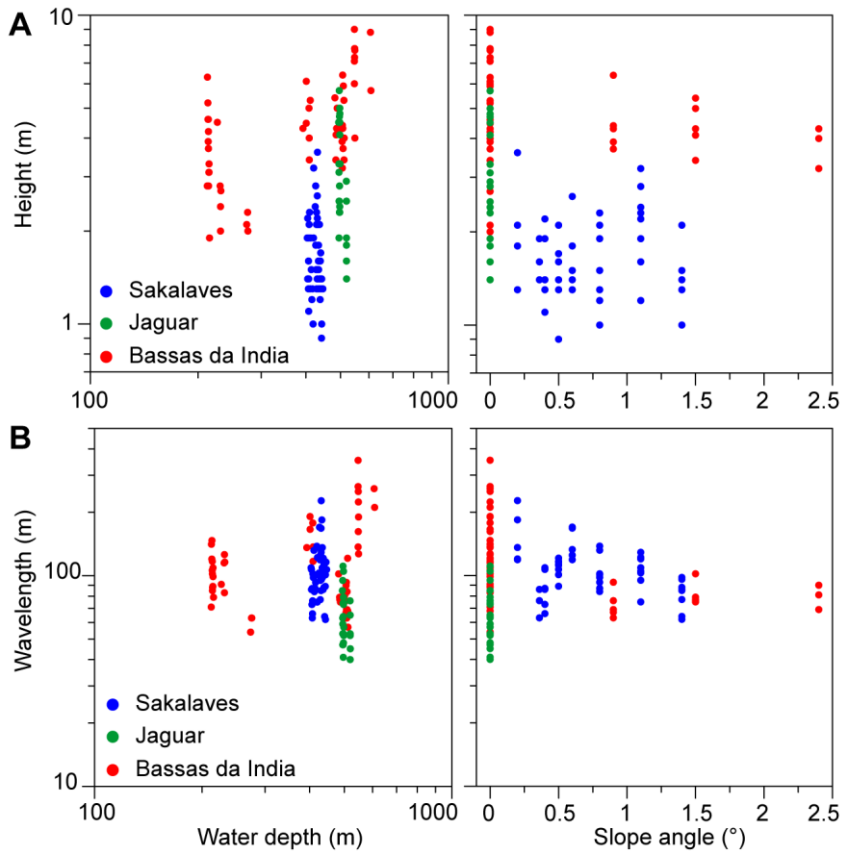 A
10
1
Height (m)
Sakalaves
Jaguar
Bassas da India
100
1000
0
0.5
1
1.5
2
2.5
B
100
10
Wavelength (m)
Sakalaves
Jaguar
Bassas da India
100
1000
0
0.5
1
1.5
2
2.5
Water depth (m)
Slope angle (°)